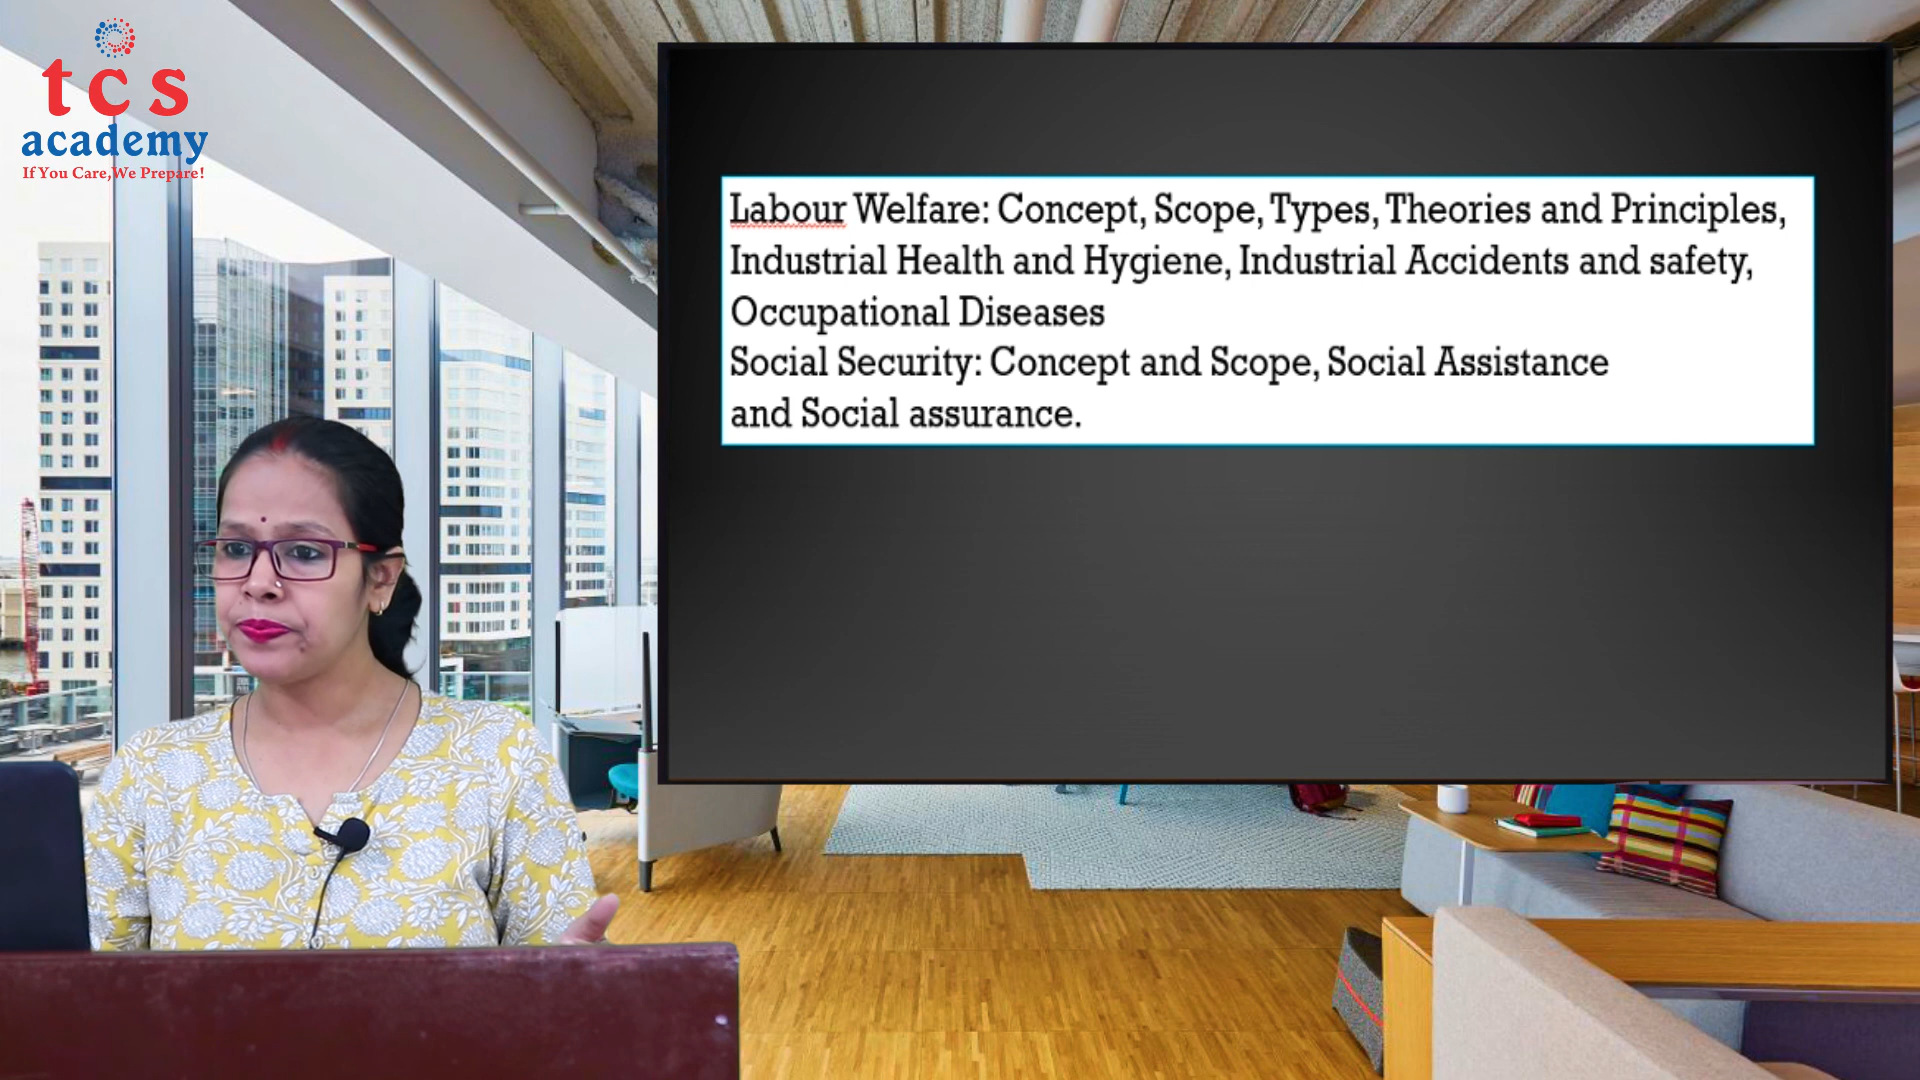 tcs
academy
If You Care,We Prepare!
Labour Welfare: Concept, Scope, Types, Theories and Principles,
Industrial Health and Hygiene, Industrial Accidents and safety,
Occupational Diseases
Social Security: Concept and Scope, Social Assistance
and Social assurance.